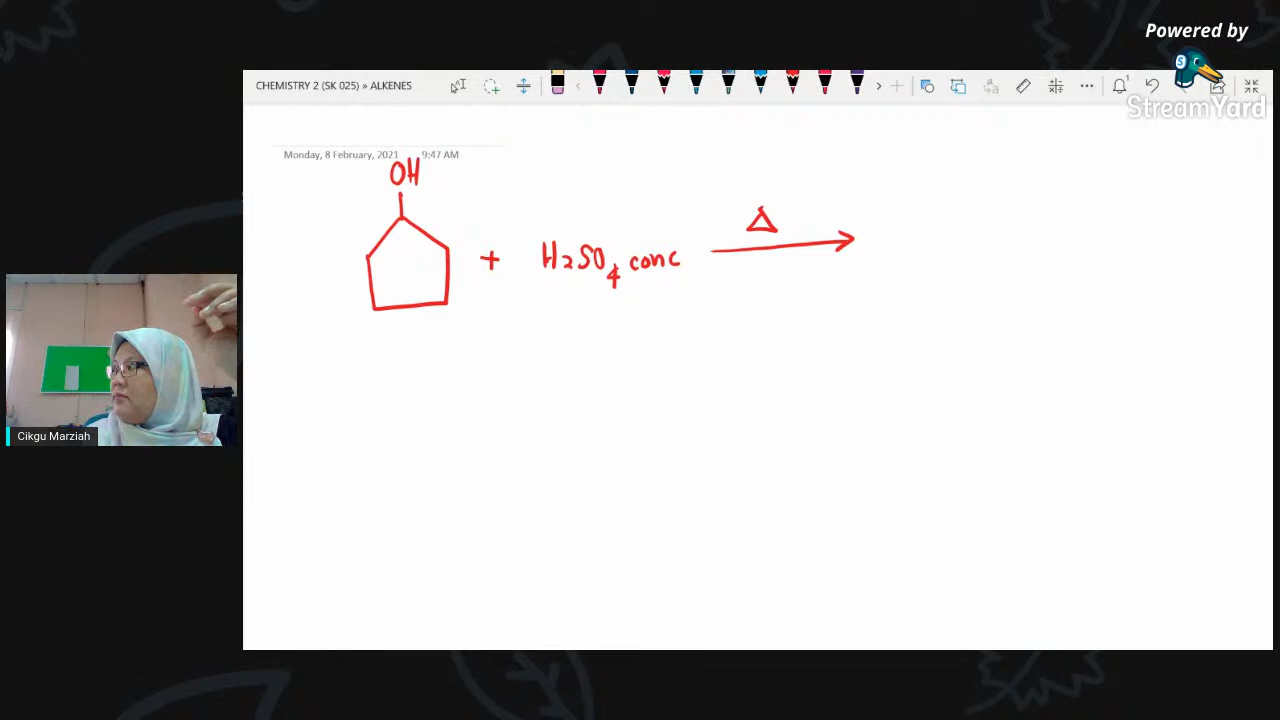 Powered by
StreamYard
CHEMISTRY 2 (SK 025) » ALKENES
Monday, 8 February, 2021 9:47 AM
OH
+ H₂SO₄ conc Δ →
Cikgu Marziah